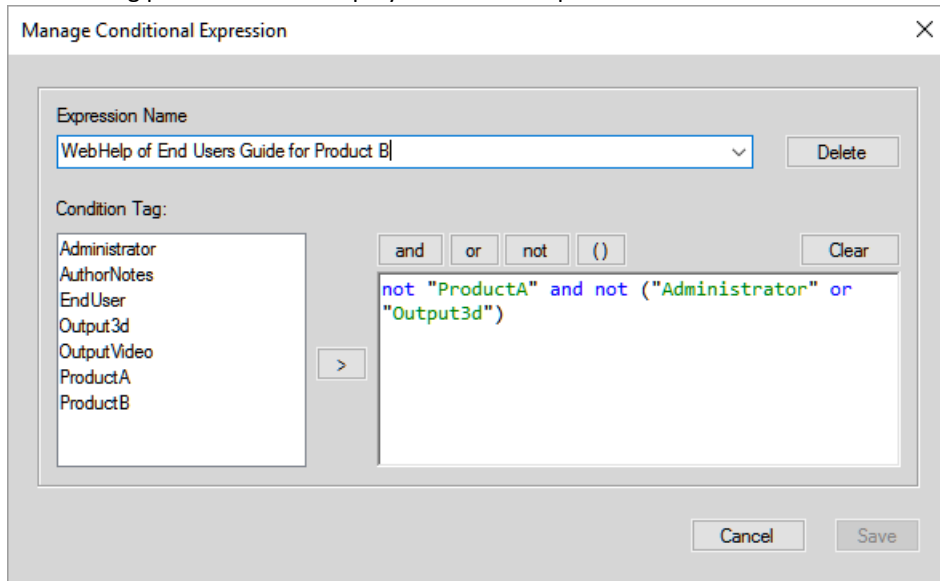 Manage Conditional Expression
Expression Name
WebHelp of End Users Guide for Product B
Delete
Condition Tag:
Administrator
AuthorNotes
EndUser
Output3d
OutputVideo
ProductA
ProductB
>
and or not () Clear
not "ProductA" and not ("Administrator" or
"Output3d")
Cancel Save